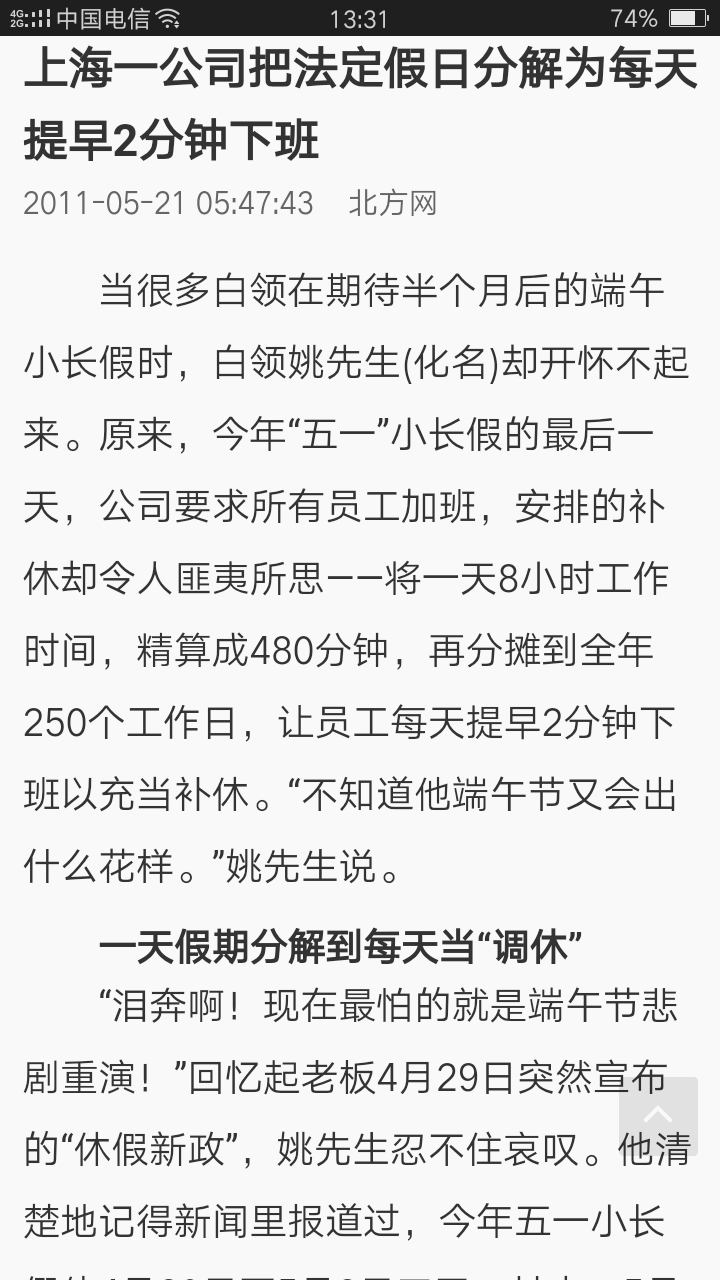 4G 2G 中国电信 13:31 74%
上海一公司把法定假日分解为每天
提早2分钟下班
2011-05-21 05:47:43 北方网
当很多白领在期待半个月后的端午
小长假时，白领姚先生(化名)却开怀不起
来。原来，今年“五一”小长假的最后一
天，公司要求所有员工加班，安排的补
休却令人匪夷所思——将一天8小时工作
时间，精算成480分钟，再分摊到全年
250个工作日，让员工每天提早2分钟下
班以充当补休。“不知道他端午节又会出
什么花样。”姚先生说。
一天假期分解到每天当“调休”
“泪奔啊！现在最怕的就是端午节悲
剧重演！”回忆起老板4月29日突然宣布
的“休假新政”，姚先生忍不住哀叹。他清
楚地记得新闻里报道过，今年五一小长